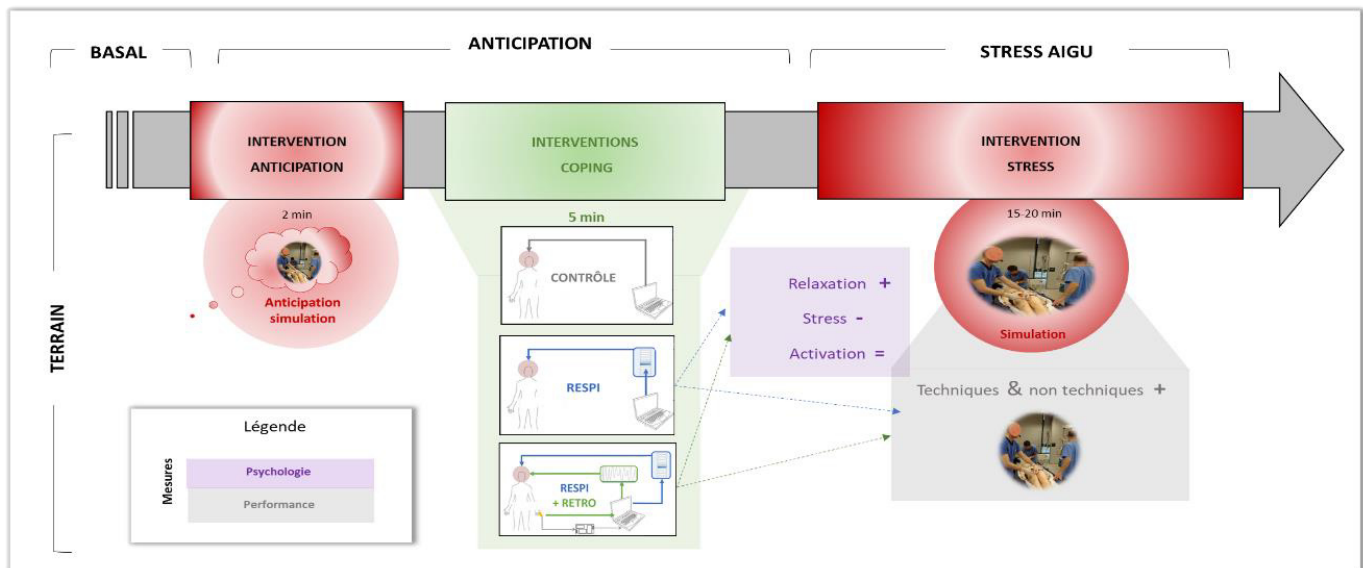 BASAL
ANTICIPATION
STRESS AIGU
TERRAIN
INTERVENTION
ANTICIPATION
INTERVENTIONS
COPING
INTERVENTION
STRESS
2 min
Anticipation
simulation
5 min
CONTRÔLE
RESPI
RESPI
+ RETRO
Relaxation +
Stress -
Activation =
15-20 min
Simulation
Techniques & non techniques +
Légende
Mesures
Psychologie
Performance